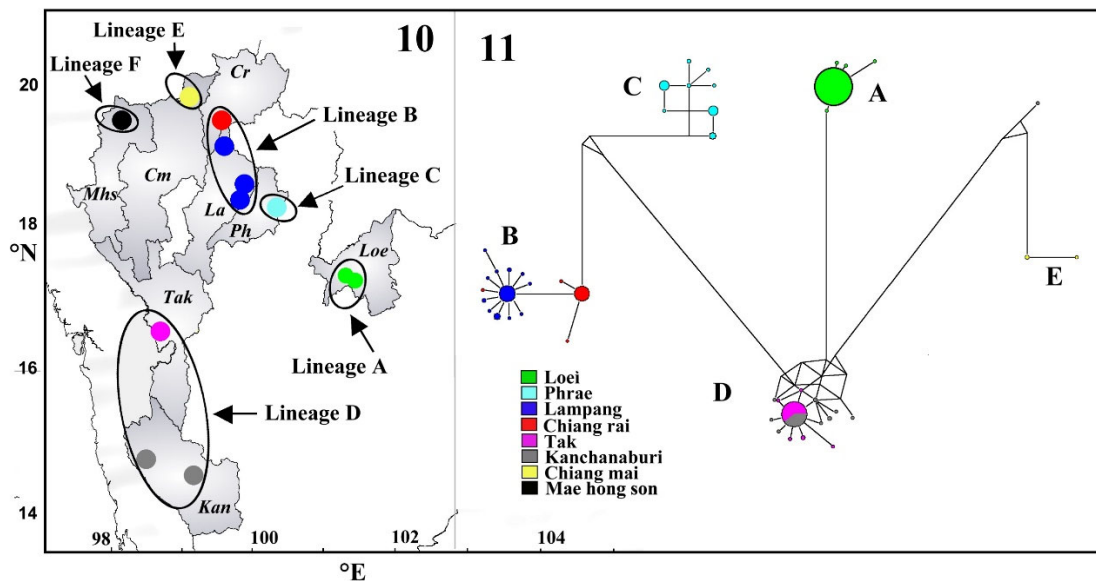 10
Lineage E
Lineage F
Cr
Lineage B
Lineage C
Cm
Mhs
La
Ph
Loe
Tak
Lineage A
Lineage D
Kan
20
18
°N
16
14
98
100
102
104
°E
11
C
A
B
E
D
Loei
Phrae
Lampang
Chiang rai
Tak
Kanchanaburi
Chiang mai
Mae hong son